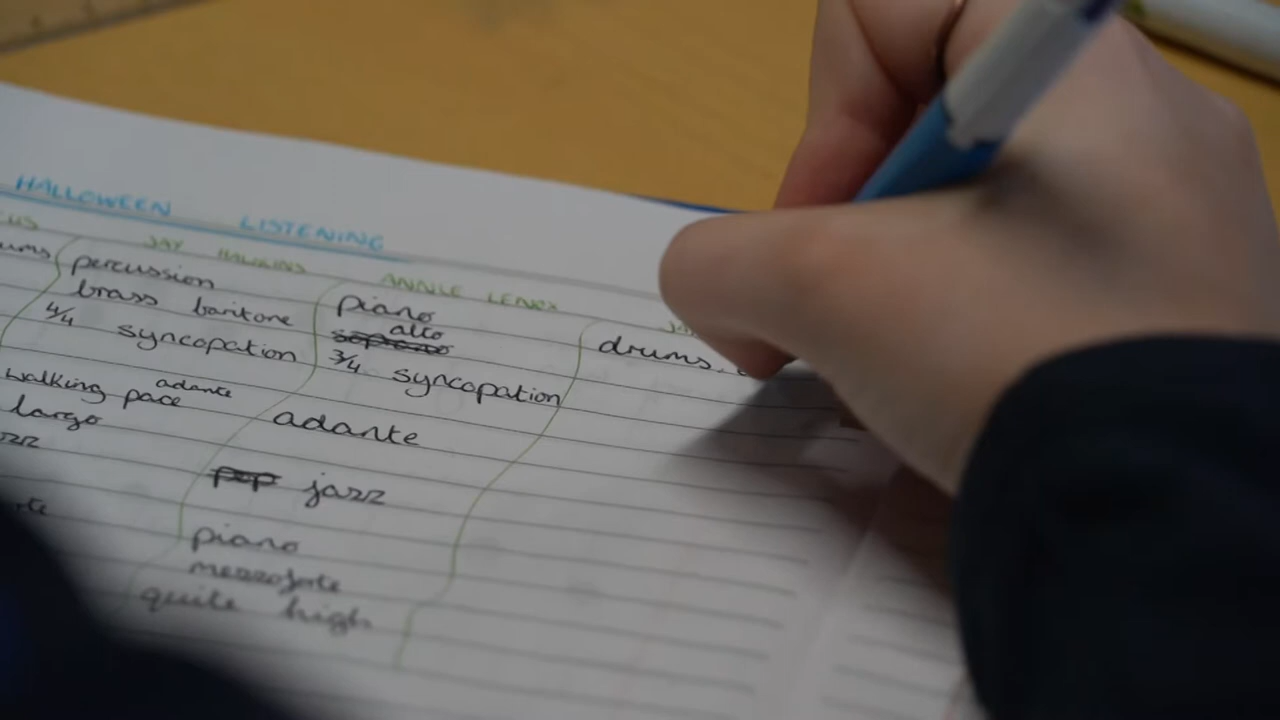 HALLOWEEN LISTENING
JAY HAWKINS
ANNIE LENOX
percussion
brass baritone
4/4 syncopation
walking pace adante
largo
piano
alto
soprano
3/4 syncopation
adante
pop jazz
piano
mezzoforte
quite high
drums.